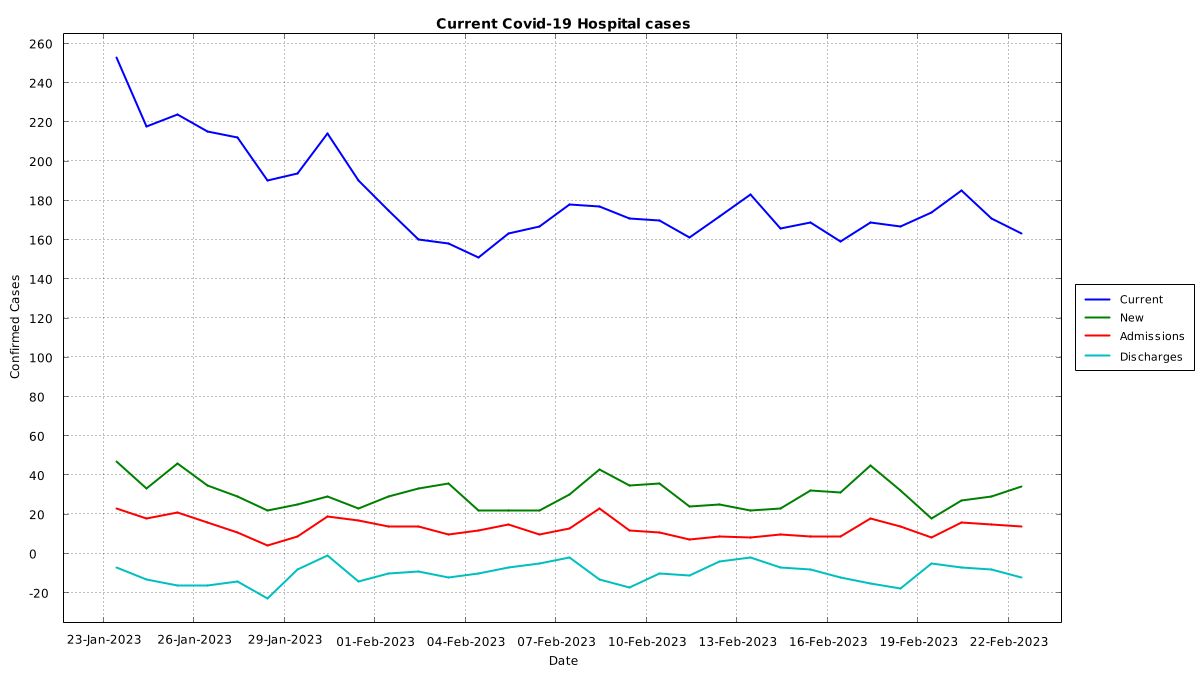 Current Covid-19 Hospital cases
260
240
220
200
180
160
140
120
100
80
60
40
20
0
-20
Confirmed Cases
23-Jan-2023 26-Jan-2023 29-Jan-2023 01-Feb-2023 04-Feb-2023 07-Feb-2023 10-Feb-2023 13-Feb-2023 16-Feb-2023 19-Feb-2023 22-Feb-2023
Date
Current
New
Admissions
Discharges